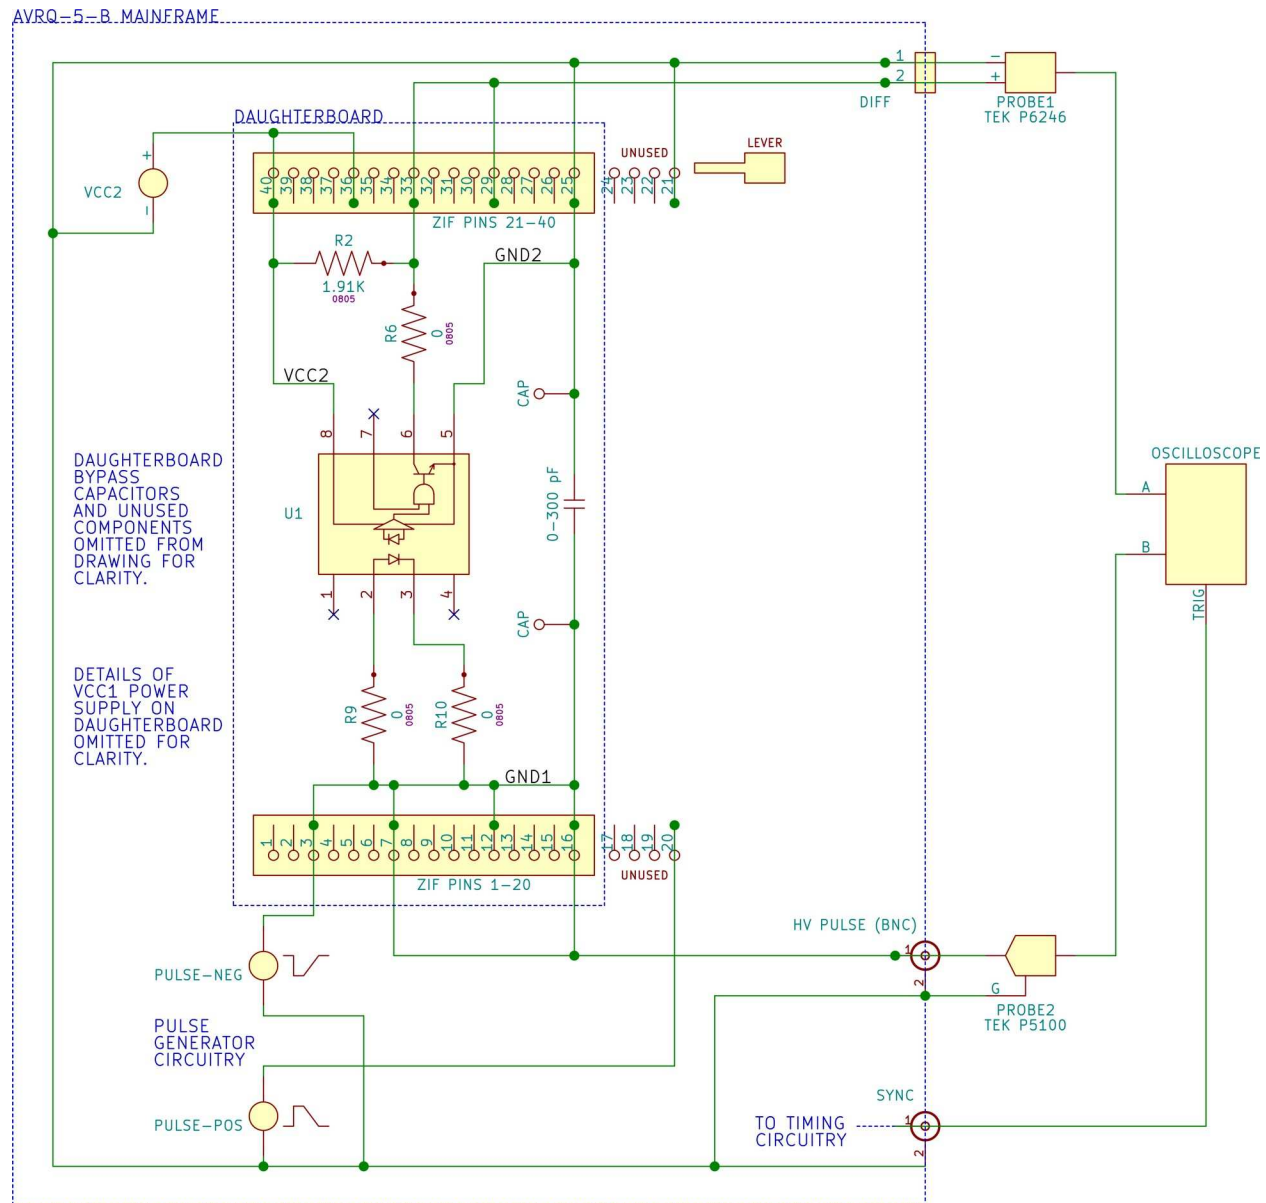 AVRQ-5-B MAINFRAME
1
2
DIFF
-
+
PROBE1
TEK P6246
DAUGHTERBOARD
+
VCC2
-
40
39
38
37
36
35
34
33
32
31
30
29
28
27
26
25
24
23
22
21
UNUSED
LEVER
ZIF PINS 21-40
R2
1.91K
0805
GND2
R6
0
0805
VCC2
CAP
8
7
6
5
DAUGHTERBOARD
BYPASS
CAPACITORS
AND UNUSED
COMPONENTS
OMITTED FROM
DRAWING FOR
CLARITY.
U1
0-300 pF
OSCILLOSCOPE
A
B
TRIG
1
2
3
4
CAP
DETAILS OF
VCC1 POWER
SUPPLY ON
DAUGHTERBOARD
OMITTED FOR
CLARITY.
R9
0
0805
R10
0
0805
GND1
1
2
3
4
5
6
7
8
9
10
11
12
13
14
15
16
17
18
19
20
UNUSED
ZIF PINS 1-20
HV PULSE (BNC)
1
2
G
PROBE2
TEK P5100
PULSE-NEG
PULSE
GENERATOR
CIRCUITRY
PULSE-POS
SYNC
TO TIMING
CIRCUITRY
1
2